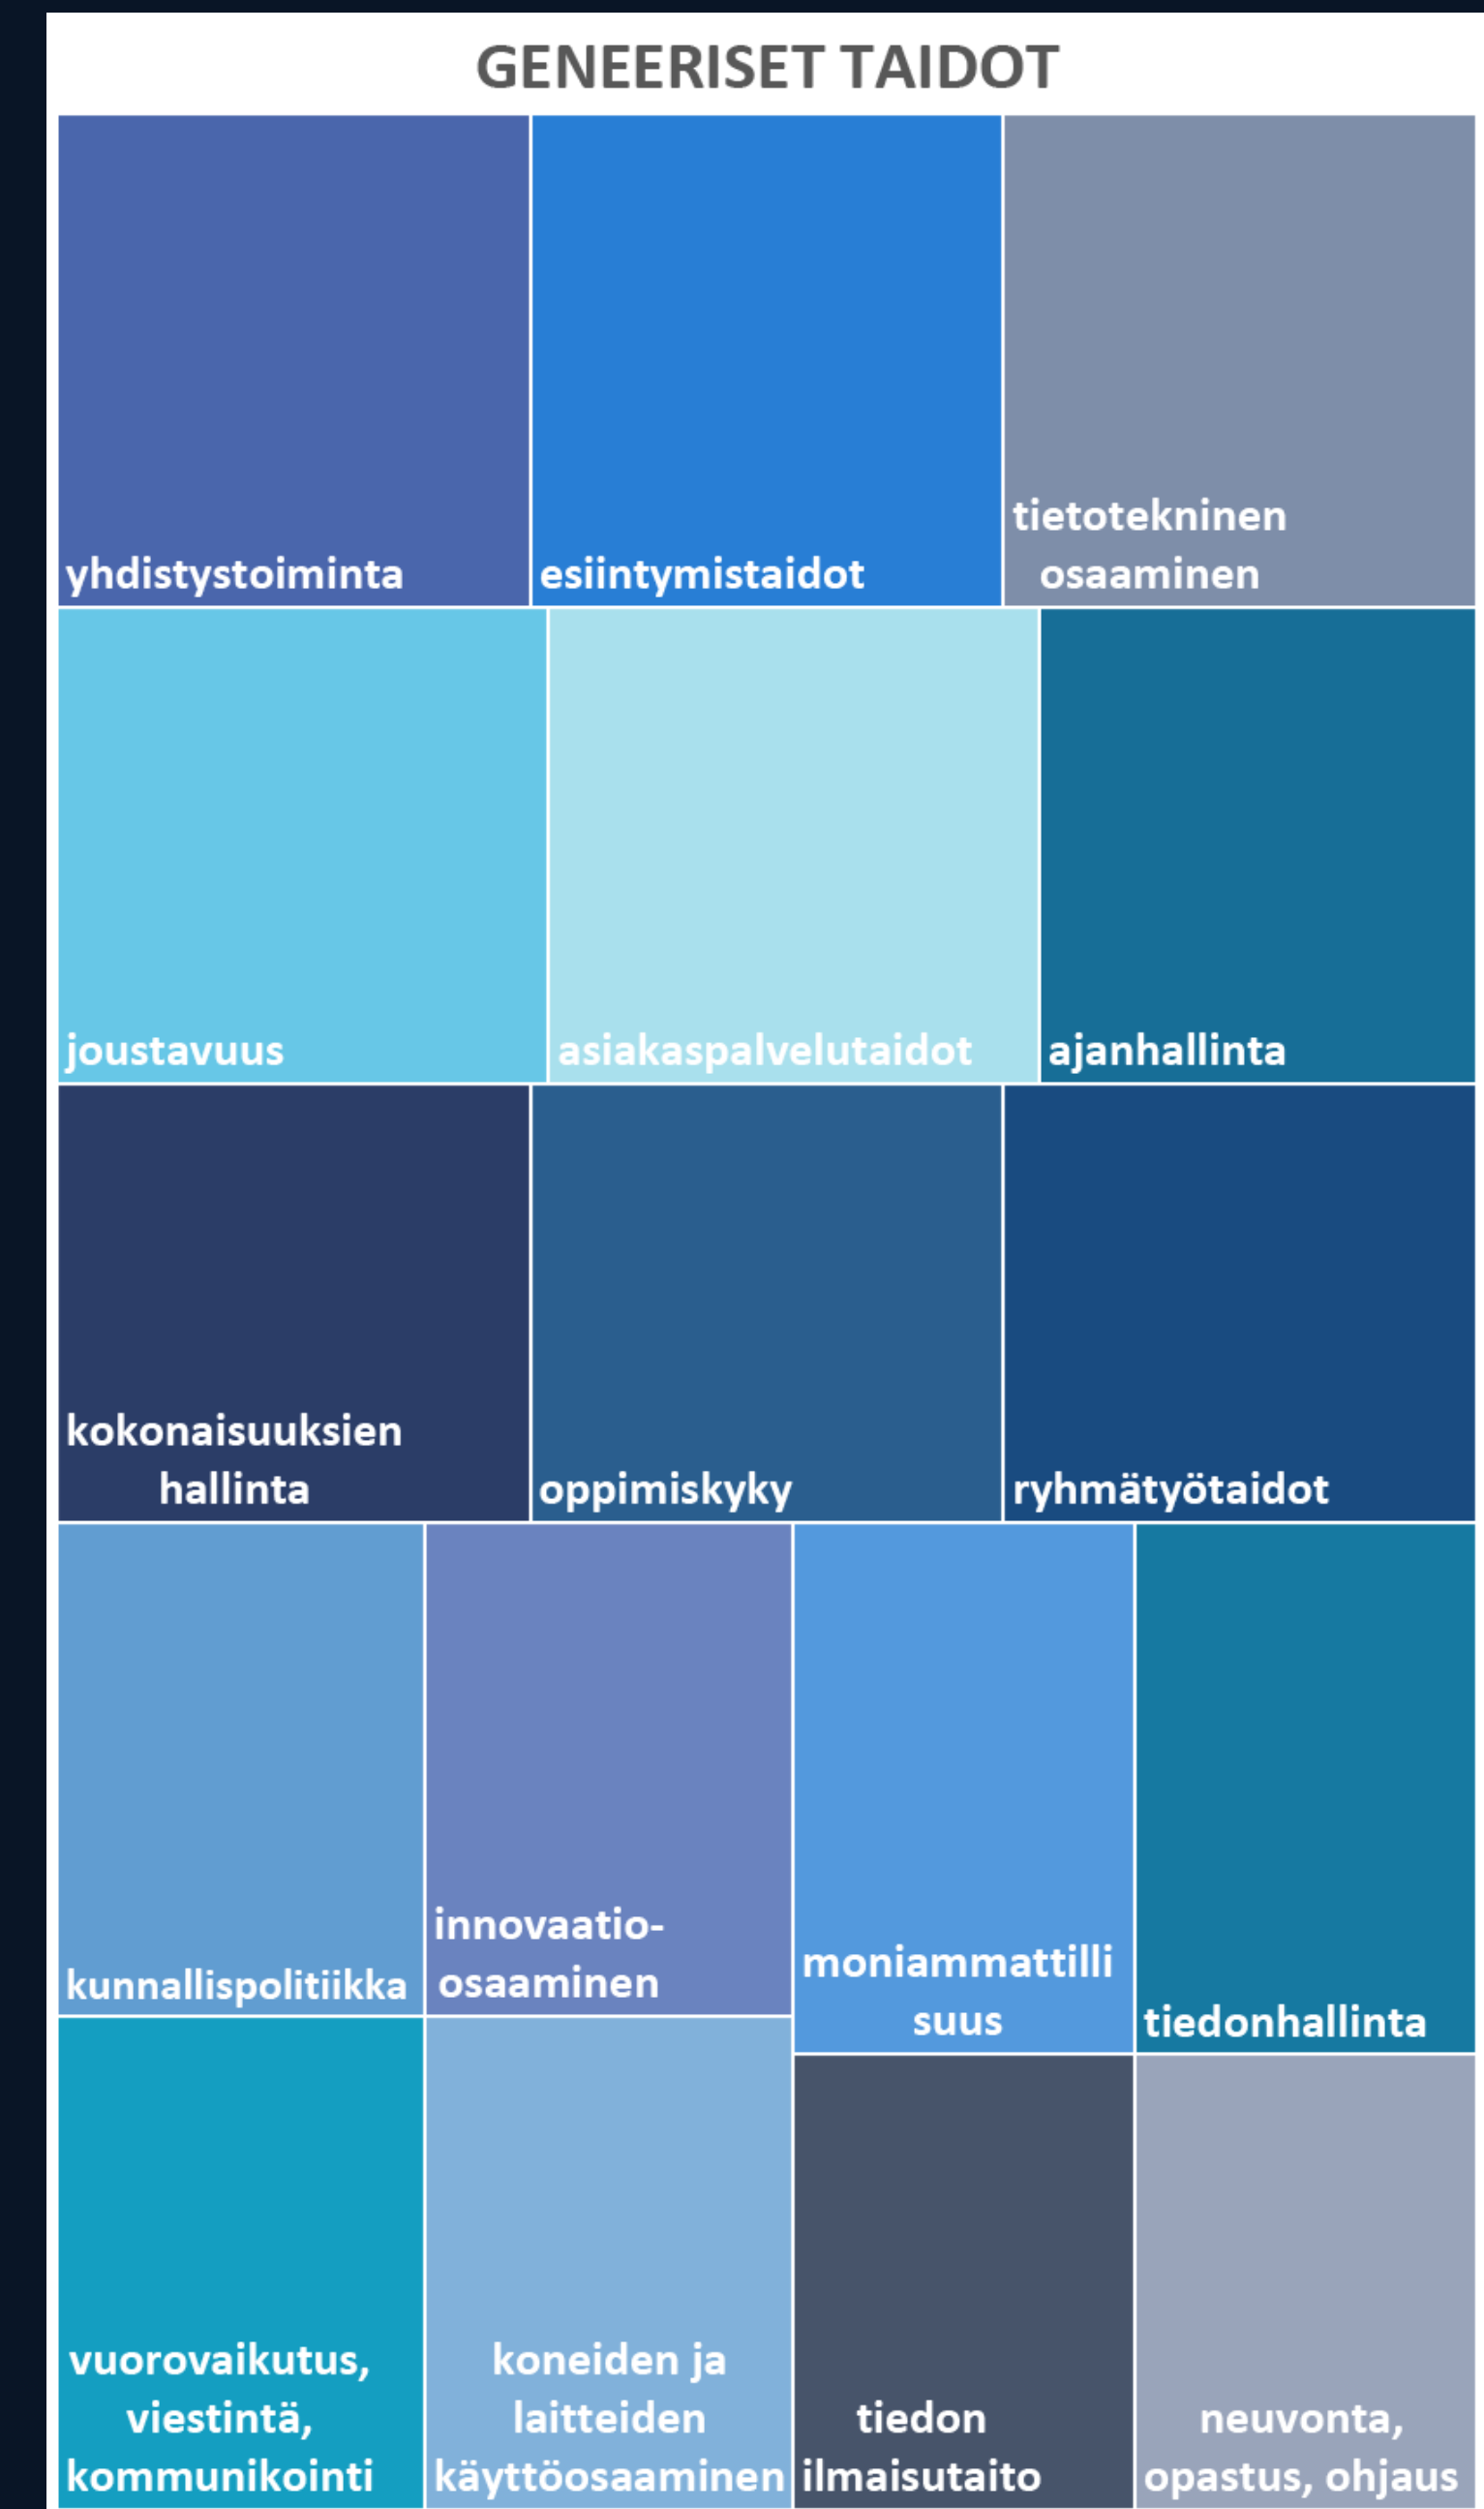 GENEERISET TAIDOT
yhdistystoiminta
esiintymistaidot
tietotekninen
osaaminen
joustavuus
asiakaspalvelutaidot
ajanhallinta
kokonaisuuksien
hallinta
oppimiskyky
ryhmätyötaidot
kunnallispolitiikka
innovaatio-
osaaminen
moniammattilli
suus
tiedonhallinta
vuorovaikutus,
viestintä,
kommunikointi
koneiden ja
laitteiden
käyttöosaaminen
tiedon
ilmaisutaito
neuvonta,
opastus, ohjaus